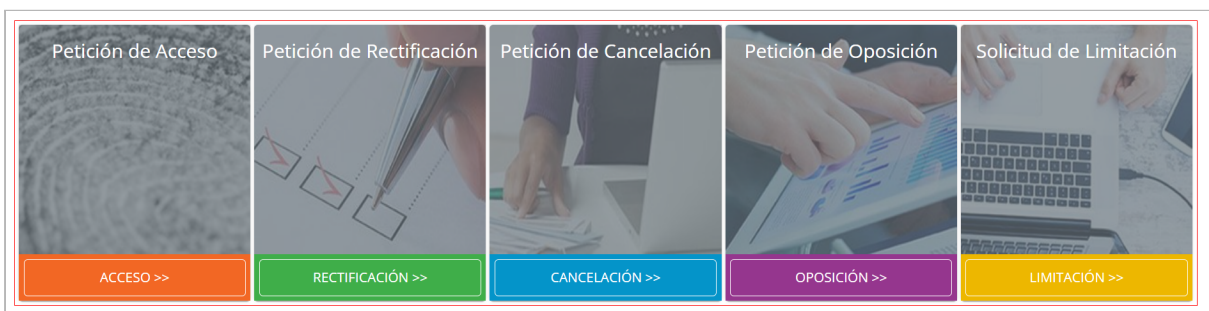 Petición de Acceso
Petición de Rectificación
Petición de Cancelación
Petición de Oposición
Solicitud de Limitación
ACCESO >>
RECTIFICACIÓN >>
CANCELACIÓN >>
OPOSICIÓN >>
LIMITACIÓN >>